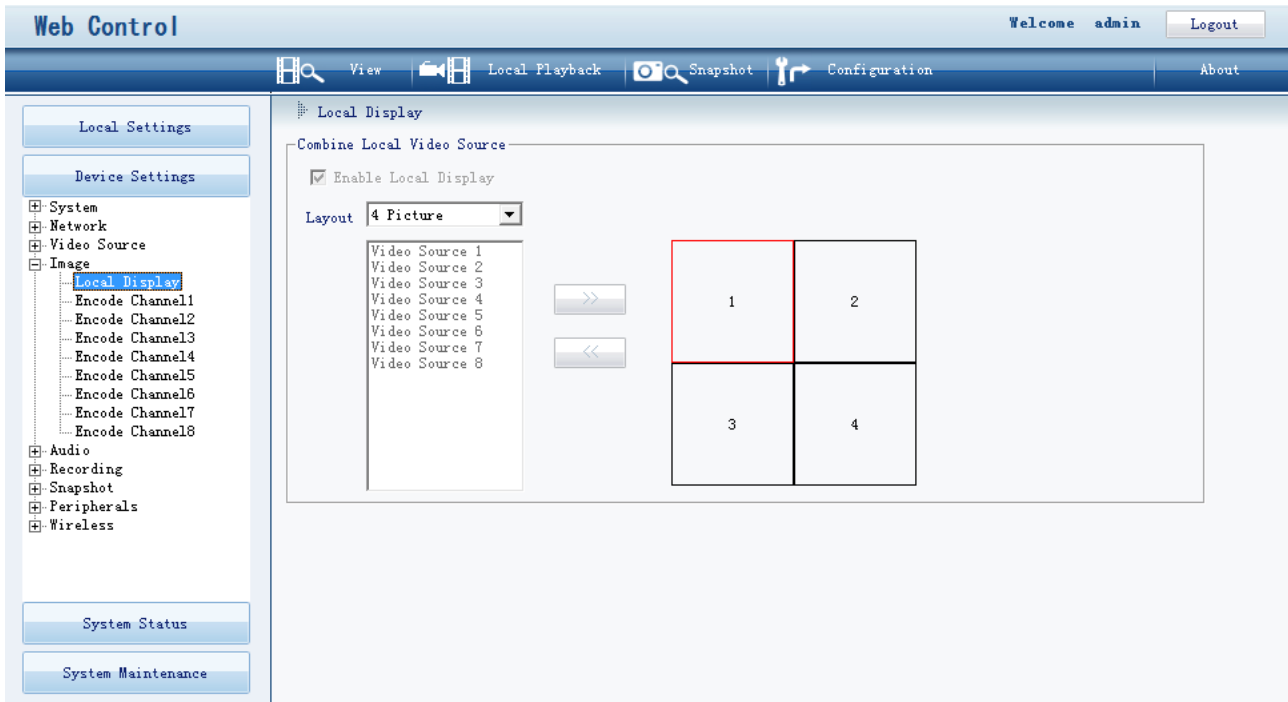 Web Control
Welcome admin
Logout
View
Local Playback
Snapshot
Configuration
About
Local Settings
Device Settings
System
Network
Video Source
Image
Local Display
Encode Channel1
Encode Channel2
Encode Channel3
Encode Channel4
Encode Channel5
Encode Channel6
Encode Channel7
Encode Channel8
Audio
Recording
Snapshot
Peripherals
Wireless
System Status
System Maintenance
Local Display
Combine Local Video Source
Enable Local Display
Layout 4 Picture
Video Source 1
Video Source 2
Video Source 3
Video Source 4
Video Source 5
Video Source 6
Video Source 7
Video Source 8
>>
<<
1 2
3 4